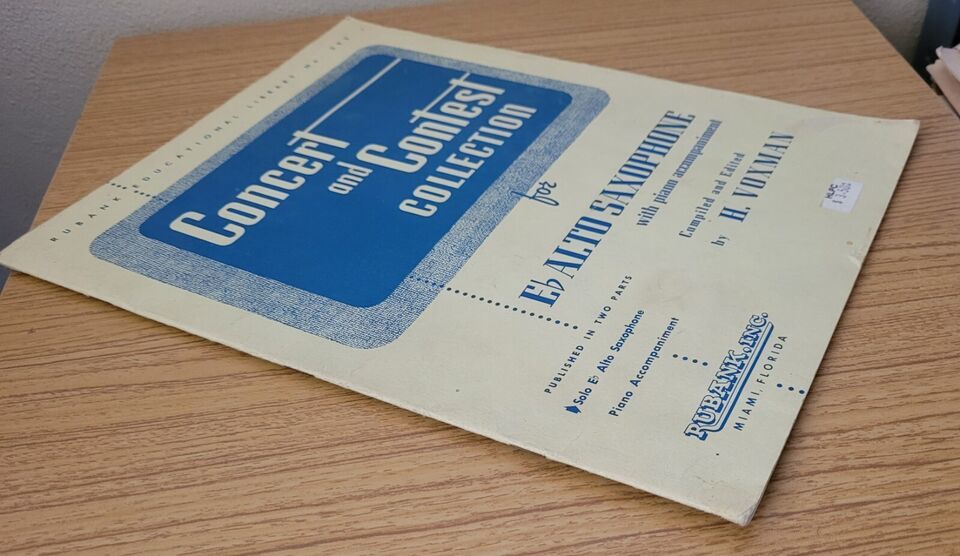 RUBANK EDUCATIONAL LIBRARY No.
Concert
and Contest
COLLECTION
for
E♭ ALTO SAXOPHONE
with piano accompaniment
Compiled and Edited
by H. VOXMAN
PUBLISHED IN TWO PARTS
Solo E♭ Alto Saxophone
Piano Accompaniment
RUBANK, INC.
MIAMI, FLORIDA